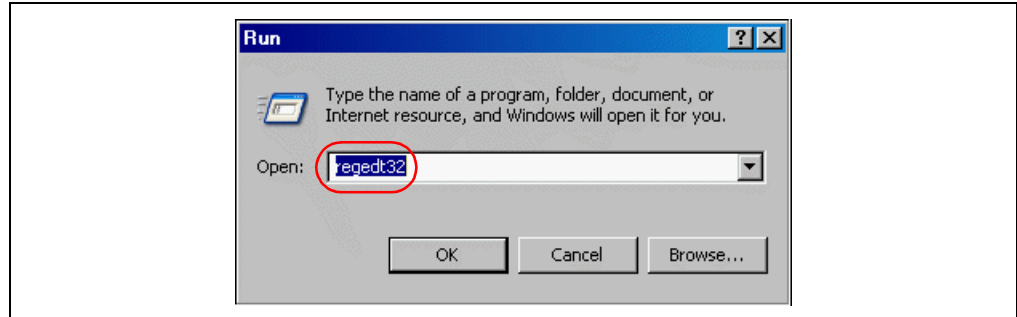 Run
Type the name of a program, folder, document, or
Internet resource, and Windows will open it for you.
Open: regedt32
OK Cancel Browse...